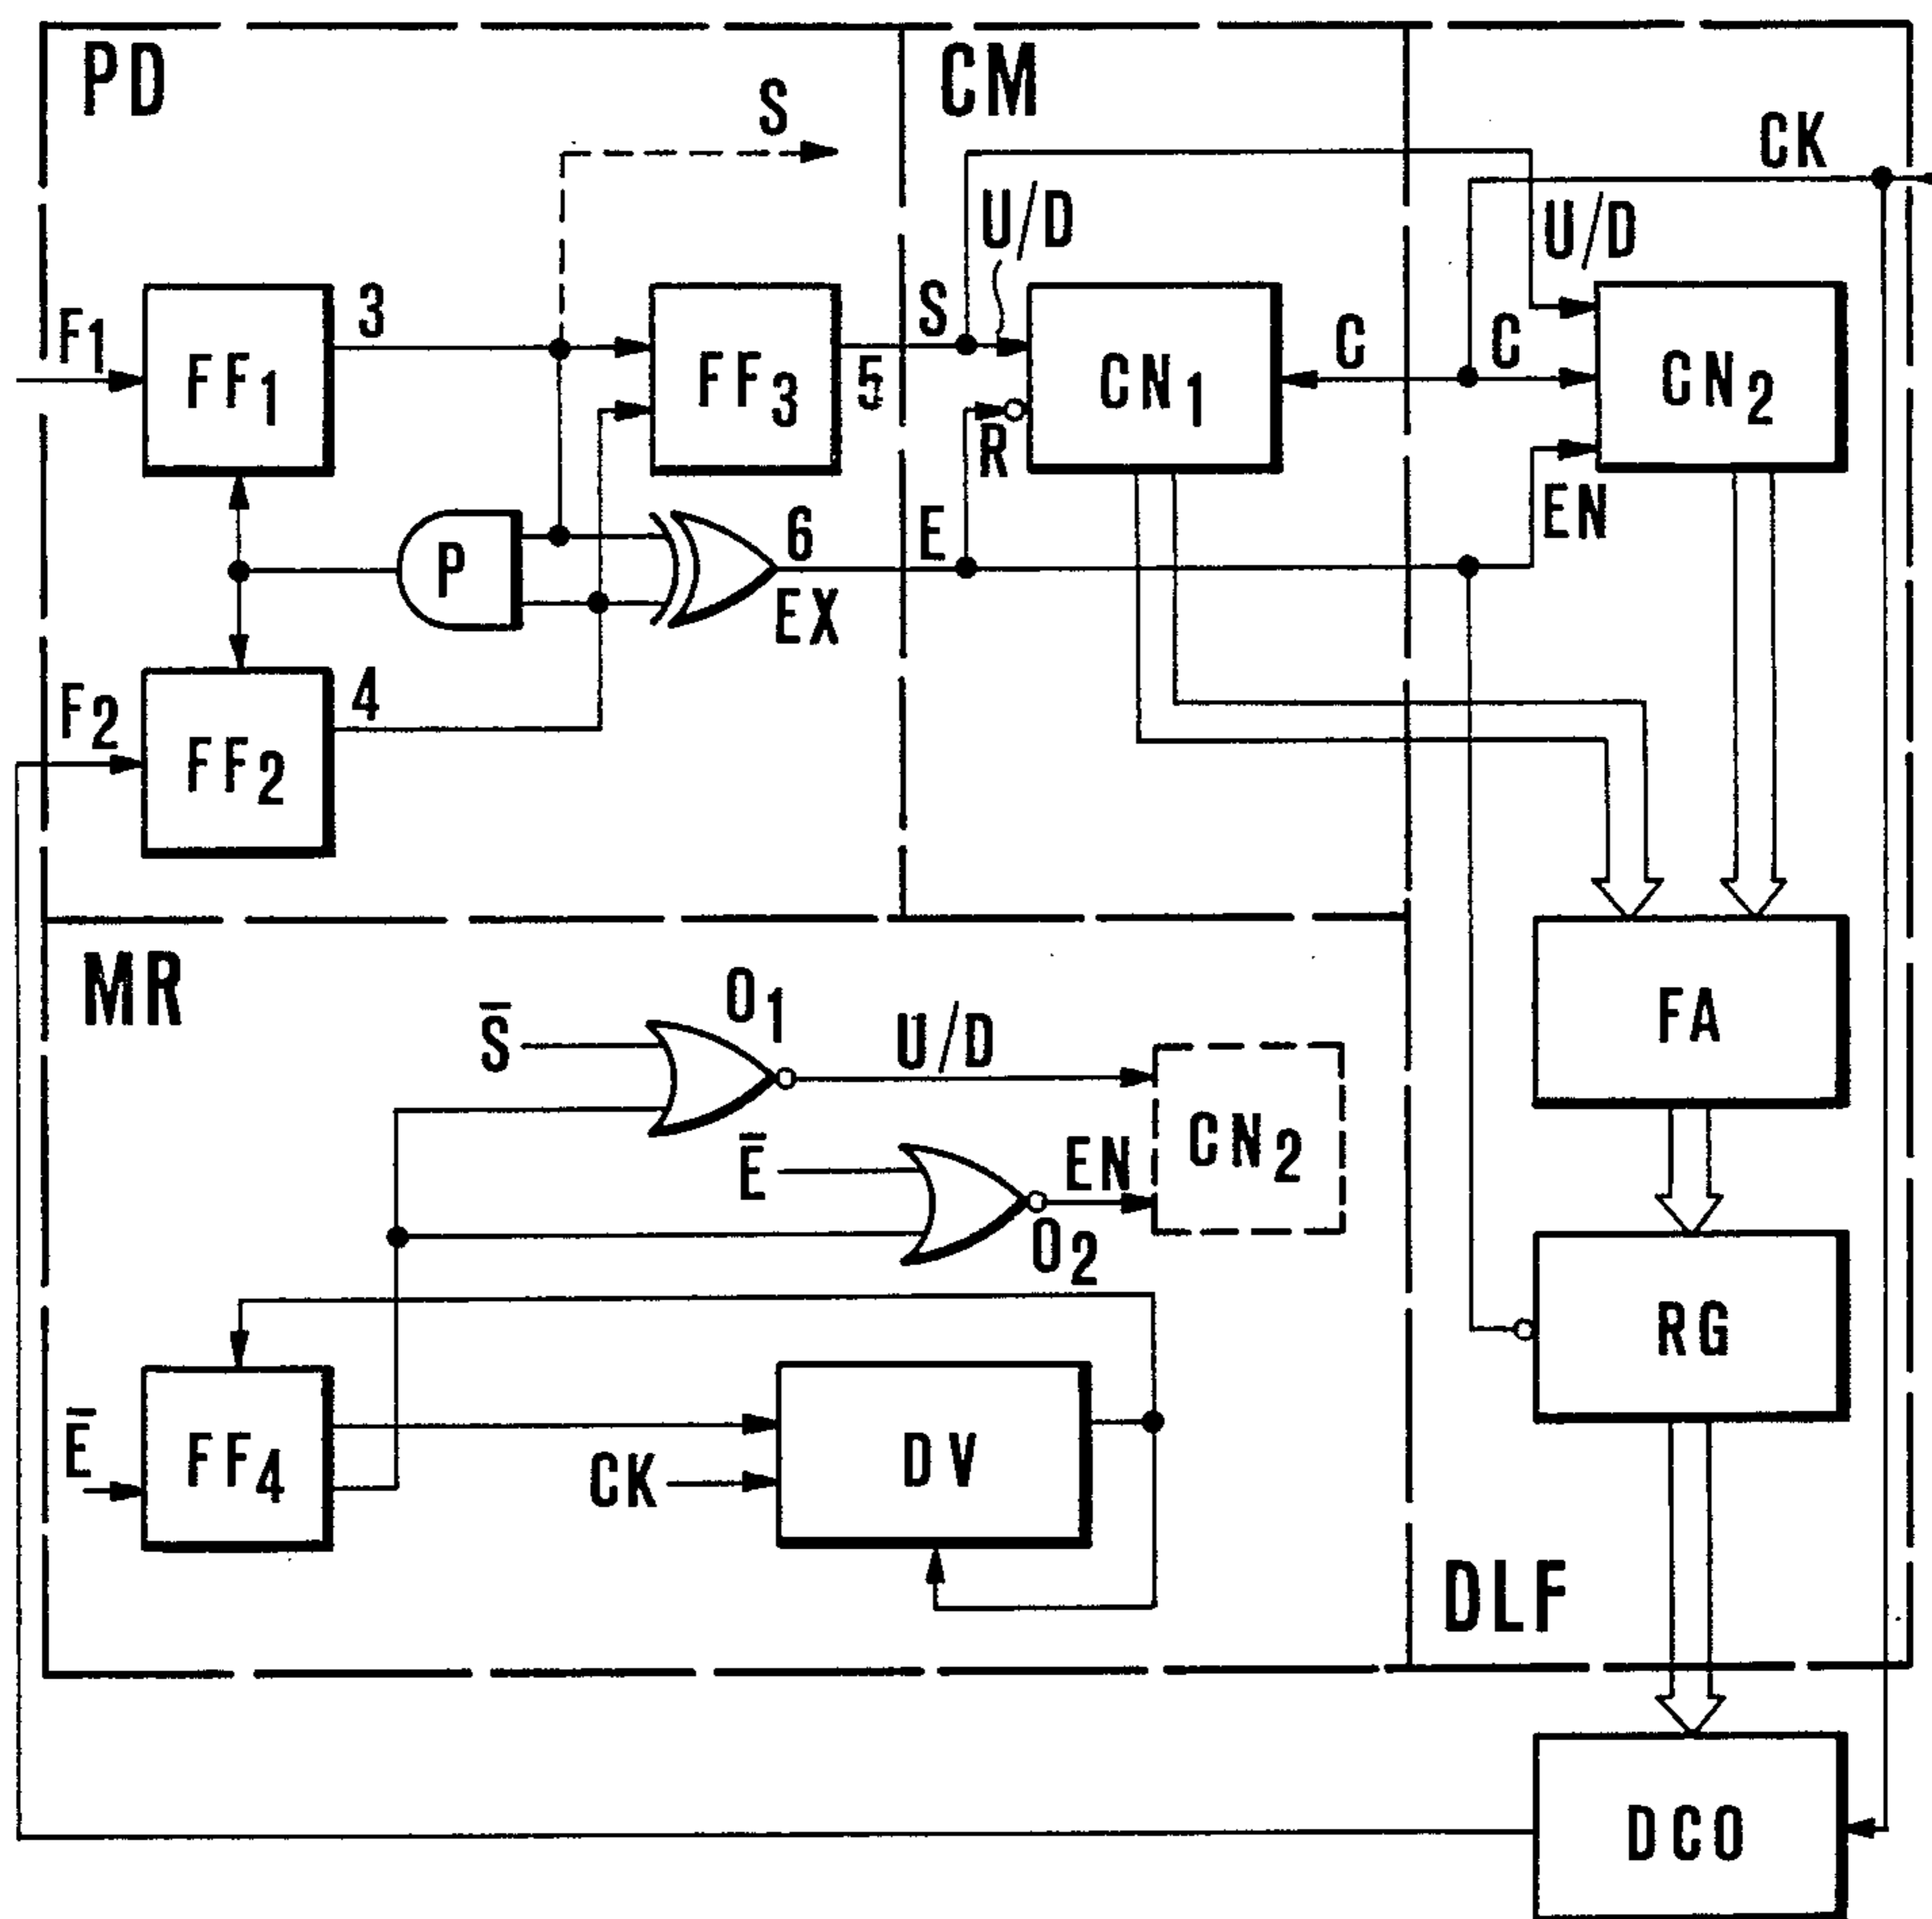 PD
CM
S
CK
U/D
U/D
F1
3
S
FF1
FF3
5
CN1
C
C
CN2
R
P
6
E
EN
EX
F2
4
FF2
MR
S̅
O1
U/D
FA
E̅
EN
CN2
O2
RG
E̅
FF4
CK
DV
DLF
DCO